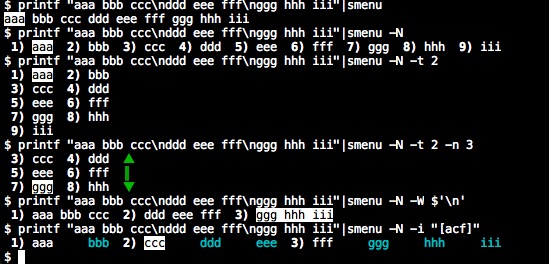 $ printf "aaa bbb ccc\nddd eee fff\nggg hhh iii"|smenu
aaa bbb ccc ddd eee fff ggg hhh iii
$ printf "aaa bbb ccc\nddd eee fff\nggg hhh iii"|smenu -N
1) aaa 2) bbb 3) ccc 4) ddd 5) eee 6) fff 7) ggg 8) hhh 9) iii
$ printf "aaa bbb ccc\nddd eee fff\nggg hhh iii"|smenu -N -t 2
1) aaa 2) bbb
3) ccc 4) ddd
5) eee 6) fff
7) ggg 8) hhh
9) iii
$ printf "aaa bbb ccc\nddd eee fff\nggg hhh iii"|smenu -N -t 2 -n 3
3) ccc 4) ddd
5) eee 6) fff
7) ggg 8) hhh
$ printf "aaa bbb ccc\nddd eee fff\nggg hhh iii"|smenu -N -W $'\n'
1) aaa bbb ccc 2) ddd eee fff 3) ggg hhh iii
$ printf "aaa bbb ccc\nddd eee fff\nggg hhh iii"|smenu -N -i "[acf]"
1) aaa bbb 2) ccc ddd eee 3) fff ggg hhh iii
$